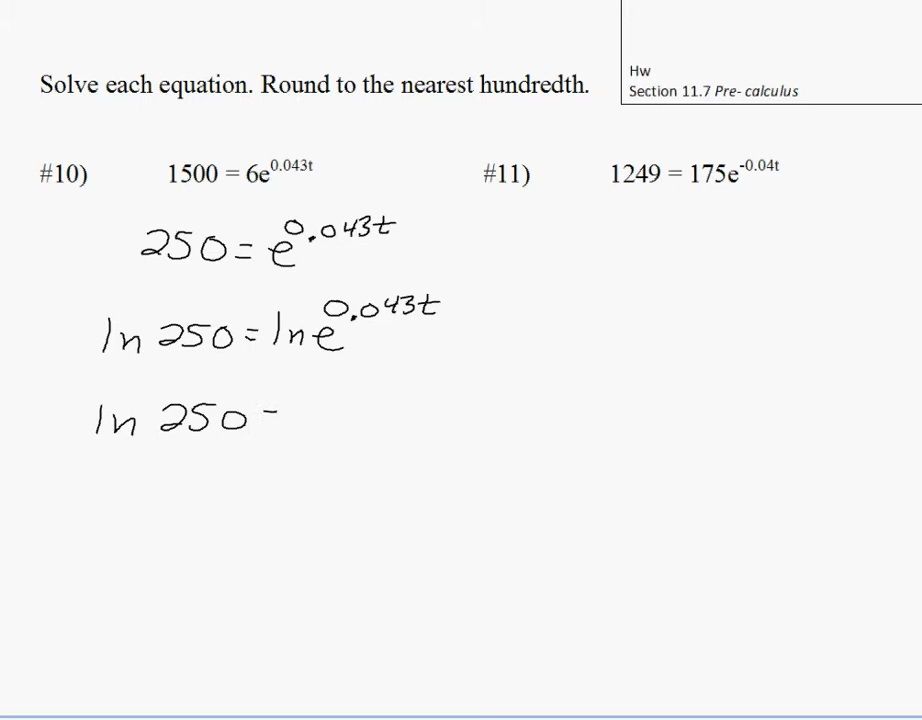 Hw
Solve each equation. Round to the nearest hundredth.
Section 11.7 Pre- calculus
#10) 1500 = 6e^0.043t
#11) 1249 = 175e^-0.04t
250 = e^0.043t
ln 250 = ln e^0.043t
ln 250 -